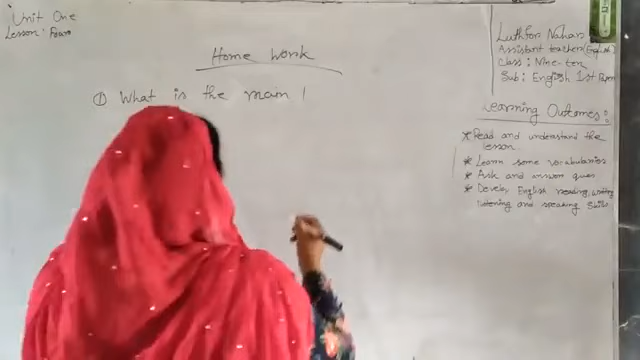 Unit One
Lesson: Four
Home Work
① What is the main
Luthfor Nahar
Assistant teacher (English)
Class: Nine-ten
Sub: English 1st Paper
Learning Outcomes:
* Read and understand the
lesson.
* Learn some vocabularies
* Ask and answer ques
* Develop English reading, writing
listening and speaking skills